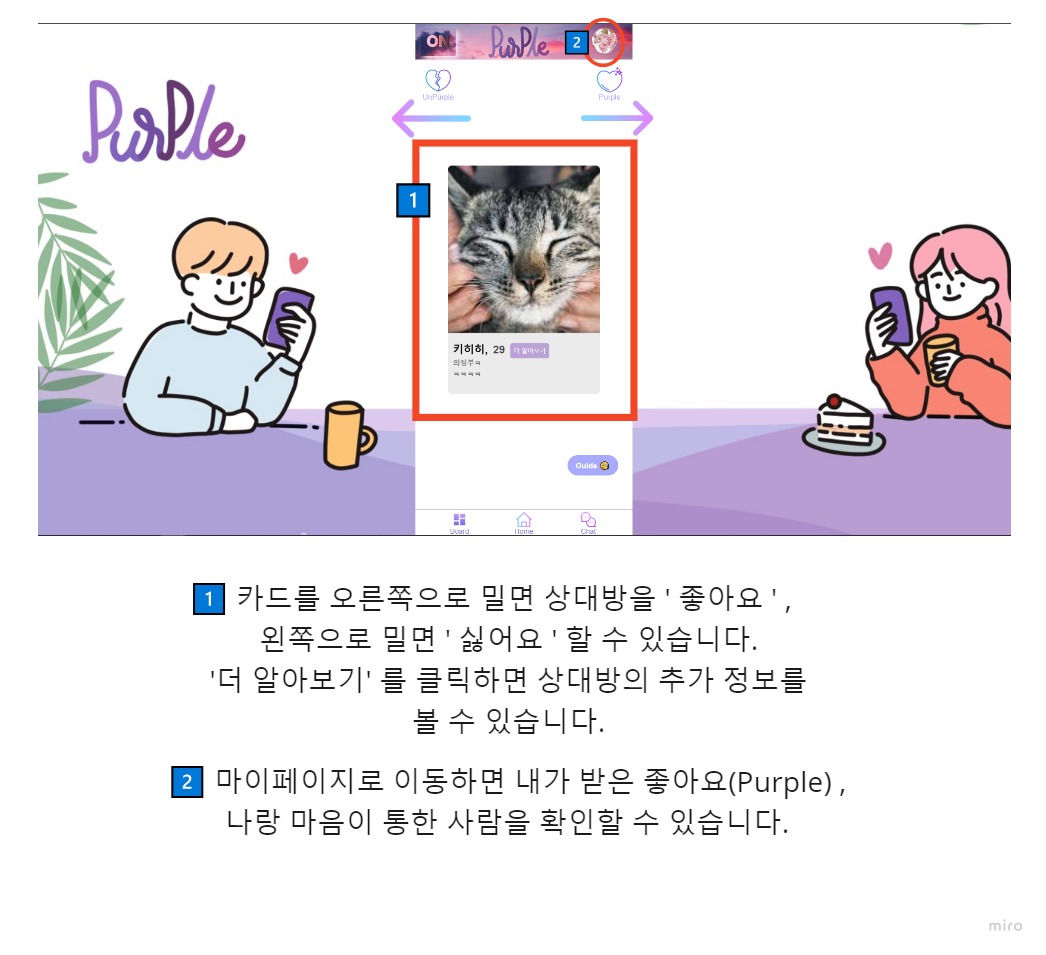 ON
PurPle
2
UnPurple
Purple
PurPle
1
키히히, 29 더 알아보기
의정부ㅋ
ㅋㅋㅋㅋ
Guide
Board
Home
Chat
1 카드를 오른쪽으로 밀면 상대방을 ' 좋아요 ' ,
왼쪽으로 밀면 ' 싫어요 ' 할 수 있습니다.
'더 알아보기' 를 클릭하면 상대방의 추가 정보를
볼 수 있습니다.
2 마이페이지로 이동하면 내가 받은 좋아요(Purple) ,
나랑 마음이 통한 사람을 확인할 수 있습니다.
miro